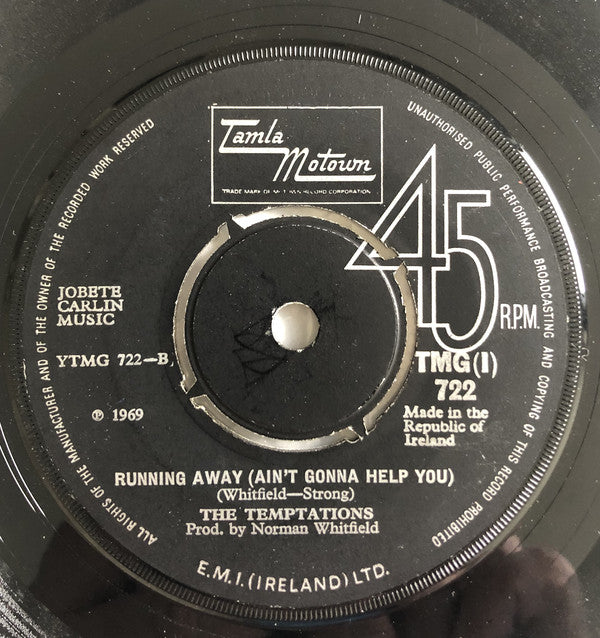 Tamla
Motown
TRADE MARK OF MOTOWN RECORD CORPORATION
45
R.P.M.
JOBETE
CARLIN
MUSIC
YTMG 722—B
℗ 1969
TMG(I)
722
Made in the
Republic of
Ireland
RUNNING AWAY (AIN'T GONNA HELP YOU)
(Whitfield—Strong)
THE TEMPTATIONS
Prod. by Norman Whitfield
E.M.I. (IRELAND) LTD.
ALL RIGHTS OF THE MANUFACTURER AND OF THE OWNER OF THE RECORDED WORK RESERVED
UNAUTHORISED PUBLIC PERFORMANCE BROADCASTING AND COPYING OF THIS RECORD PROHIBITED